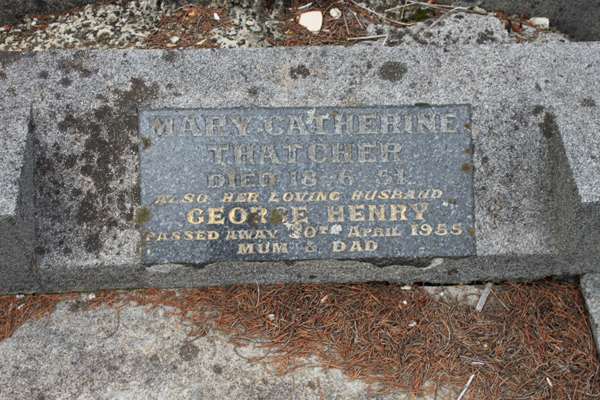 MARY CATHERINE
THATCHER
DIED 18-6-51.
ALSO HER LOVING HUSBAND
GEORGE HENRY
PASSED AWAY APRIL 1955
MUM & DAD